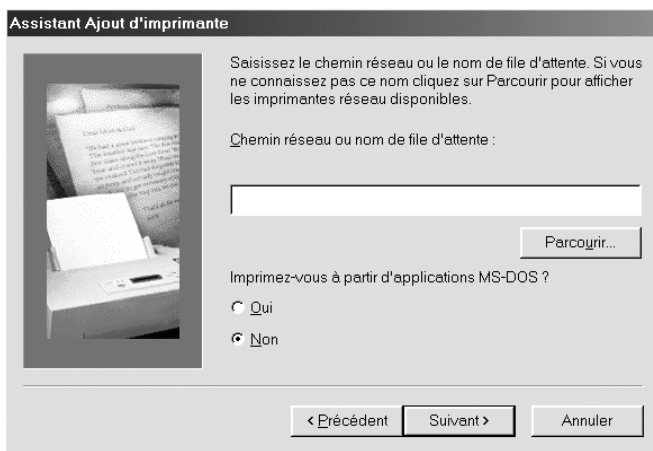 Assistant Ajout d'imprimante
Saisissez le chemin réseau ou le nom de file d'attente. Si vous
ne connaissez pas ce nom cliquez sur Parcourir pour afficher
les imprimantes réseau disponibles.
Chemin réseau ou nom de file d'attente :
Parcourir...
Imprimez-vous à partir d'applications MS-DOS ?
Oui
Non
< Précédent
Suivant >
Annuler